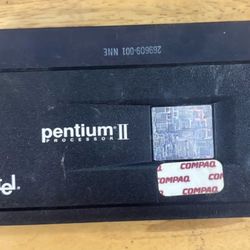 269609-001 NNE
pentium II
PROCESSOR
COMPAQ
COMPAQ
COMPAQ